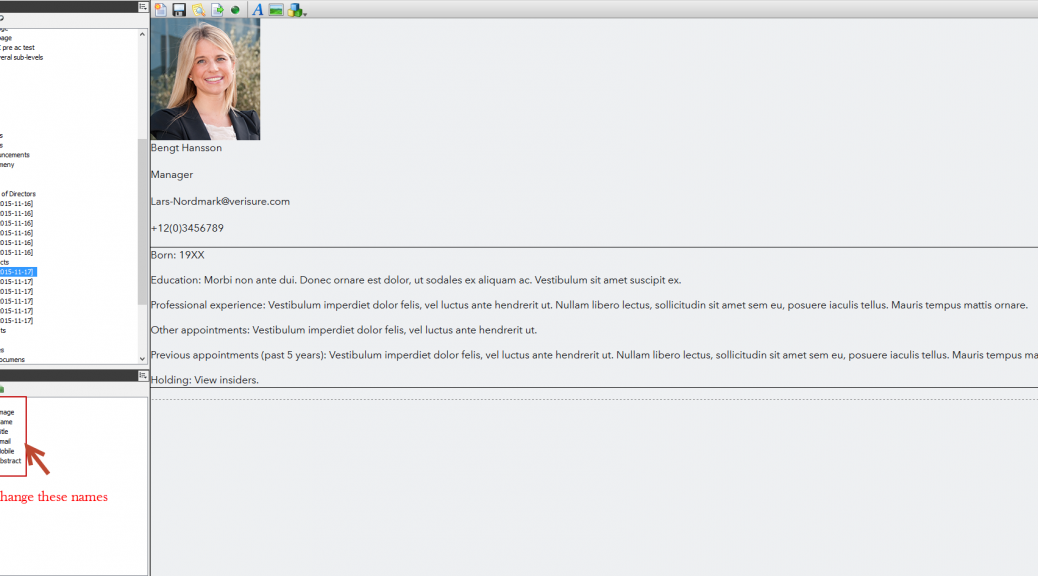 page
pre ac test
eral sub-levels
ncements
meny
of Directors
015-11-16]
015-11-16]
015-11-16]
015-11-16]
015-11-16]
015-11-16]
cts
015-11-17]
015-11-17]
015-11-17]
015-11-17]
015-11-17]
015-11-17]
ts
ocumens
mage
ame
itle
mail
obile
bstract
hange these names
A
Bengt Hansson
Manager
Lars-Nordmark@verisure.com
+12(0)3456789
Born: 19XX
Education: Morbi non ante dui. Donec ornare est dolor, ut sodales ex aliquam ac. Vestibulum sit amet suscipit ex.
Professional experience: Vestibulum imperdiet dolor felis, vel luctus ante hendrerit ut. Nullam libero lectus, sollicitudin sit amet sem eu, posuere iaculis tellus. Mauris tempus mattis ornare.
Other appointments: Vestibulum imperdiet dolor felis, vel luctus ante hendrerit ut.
Previous appointments (past 5 years): Vestibulum imperdiet dolor felis, vel luctus ante hendrerit ut. Nullam libero lectus, sollicitudin sit amet sem eu, posuere iaculis tellus. Mauris tempus ma
Holding: View insiders.